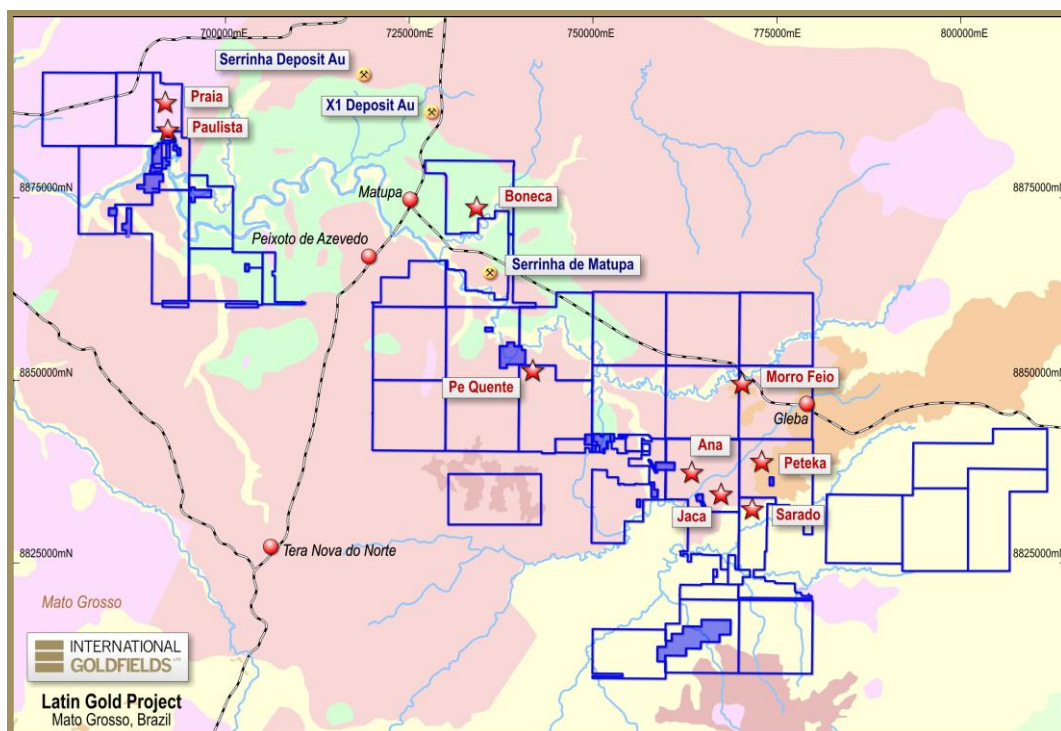 700000mE
725000mE
750000mE
775000mE
800000mE
Serrinha Deposit Au
Praia
X1 Deposit Au
Paulista
8875000mN
Matupa
Boneca
8875000mN
Peixoto de Azevedo
Serrinha de Matupa
8850000mN
Pe Quente
Morro Feio
8850000mN
Gleba
Ana
Peteka
Jaca
Sarado
8825000mN
Tera Nova do Norte
8825000mN
Mato Grosso
INTERNATIONAL
GOLDFIELDS LTD
Latin Gold Project
Mato Grosso, Brazil